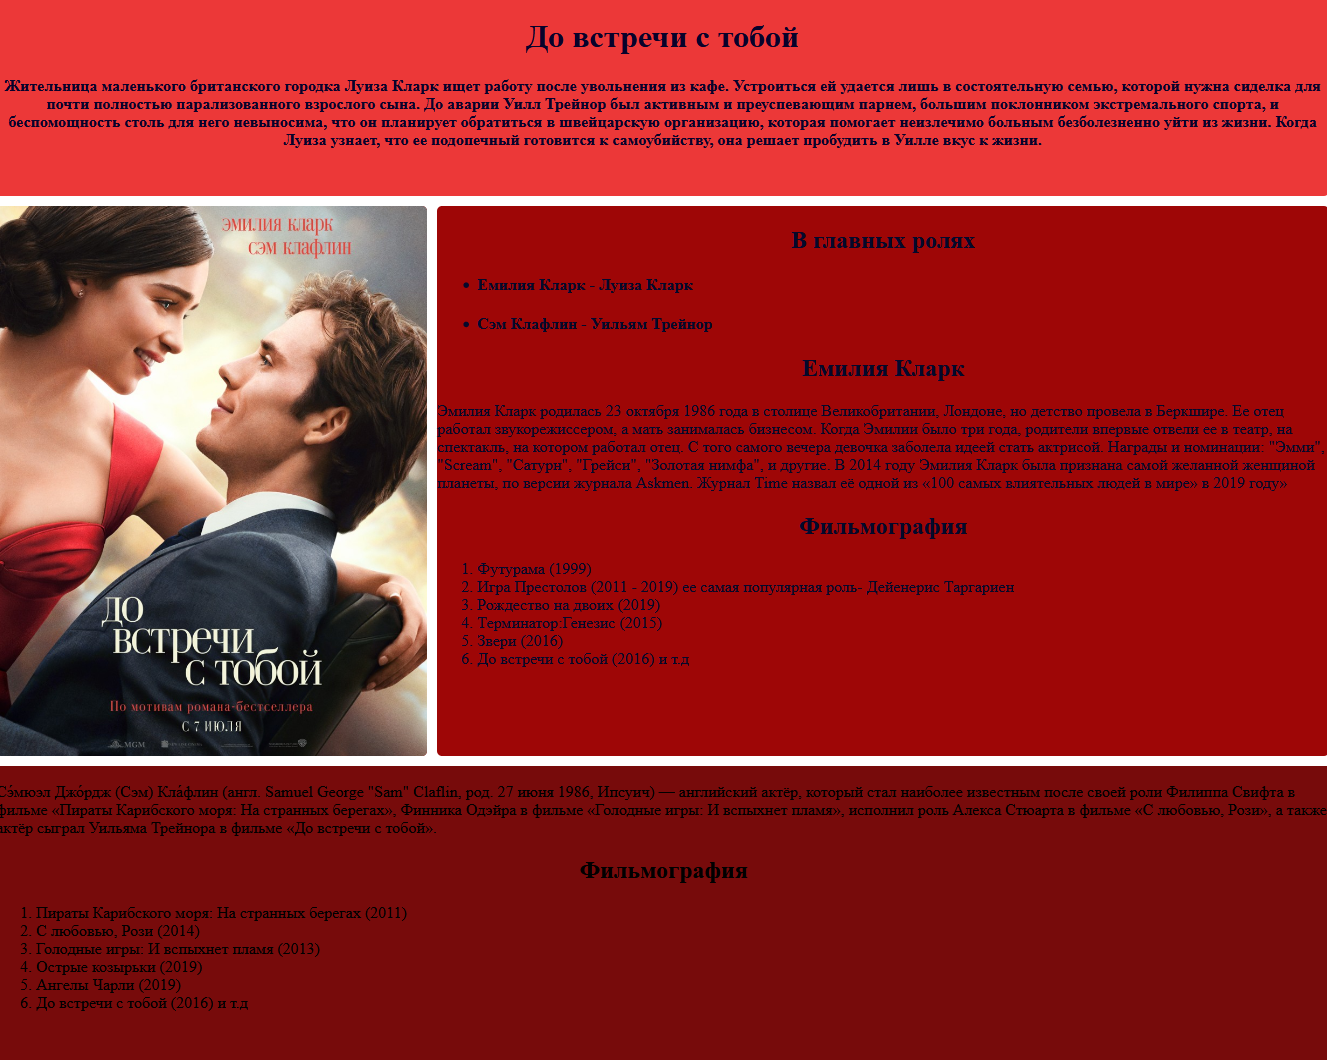 До встречи с тобой
Жительница маленького британского городка Луиза Кларк ищет работу после увольнения из кафе. Устроиться ей удается лишь в состоятельную семью, которой нужна сиделка для
почти полностью парализованного взрослого сына. До аварии Уилл Трейнор был активным и преуспевающим парнем, большим поклонником экстремального спорта, и
беспомощность столь для него невыносима, что он планирует обратиться в швейцарскую организацию, которая помогает неизлечимо больным безболезненно уйти из жизни. Когда
Луиза узнает, что ее подопечный готовится к самоубийству, она решает пробудить в Уилле вкус к жизни.
ЭМИЛИЯ КЛАРК
СЭМ КЛАФЛИН
ДО
ВСТРЕЧИ
С ТОБОЙ
По мотивам романа-бестселлера
С 7 ИЮЛЯ
MGM
В главных ролях
• Емилия Кларк - Луиза Кларк
• Сэм Клафлин - Уильям Трейнор
Емилия Кларк
Эмилия Кларк родилась 23 октября 1986 года в столице Великобритании, Лондоне, но детство провела в Беркшире. Ее отец
работал звукорежиссером, а мать занималась бизнесом. Когда Эмилии было три года, родители впервые отвели ее в театр, на
спектакль, на котором работал отец. С того самого вечера девочка заболела идеей стать актрисой. Награды и номинации: "Эмми",
"Scream", "Сатурн", "Грейси", "Золотая нимфа", и другие. В 2014 году Эмилия Кларк была признана самой желанной женщиной
планеты, по версии журнала Askmen. Журнал Time назвал её одной из «100 самых влиятельных людей в мире» в 2019 году»
Фильмография
1. Футурама (1999)
2. Игра Престолов (2011 - 2019) ее самая популярная роль- Дейенерис Таргариен
3. Рождество на двоих (2019)
4. Терминатор:Генезис (2015)
5. Звери (2016)
6. До встречи с тобой (2016) и т.д
Сэ́мюэл Джо́рдж (Сэм) Кла́флин (англ. Samuel George "Sam" Claflin, род. 27 июня 1986, Ипсуич) — английский актёр, который стал наиболее известным после своей роли Филиппа Свифта в
фильме «Пираты Карибского моря: На странных берегах», Финника Одэйра в фильме «Голодные игры: И вспыхнет пламя», исполнил роль Алекса Стюарта в фильме «С любовью, Рози», а также
актёр сыграл Уильяма Трейнора в фильме «До встречи с тобой».
Фильмография
1. Пираты Карибского моря: На странных берегах (2011)
2. С любовью, Рози (2014)
3. Голодные игры: И вспыхнет пламя (2013)
4. Острые козырьки (2019)
5. Ангелы Чарли (2019)
6. До встречи с тобой (2016) и т.д